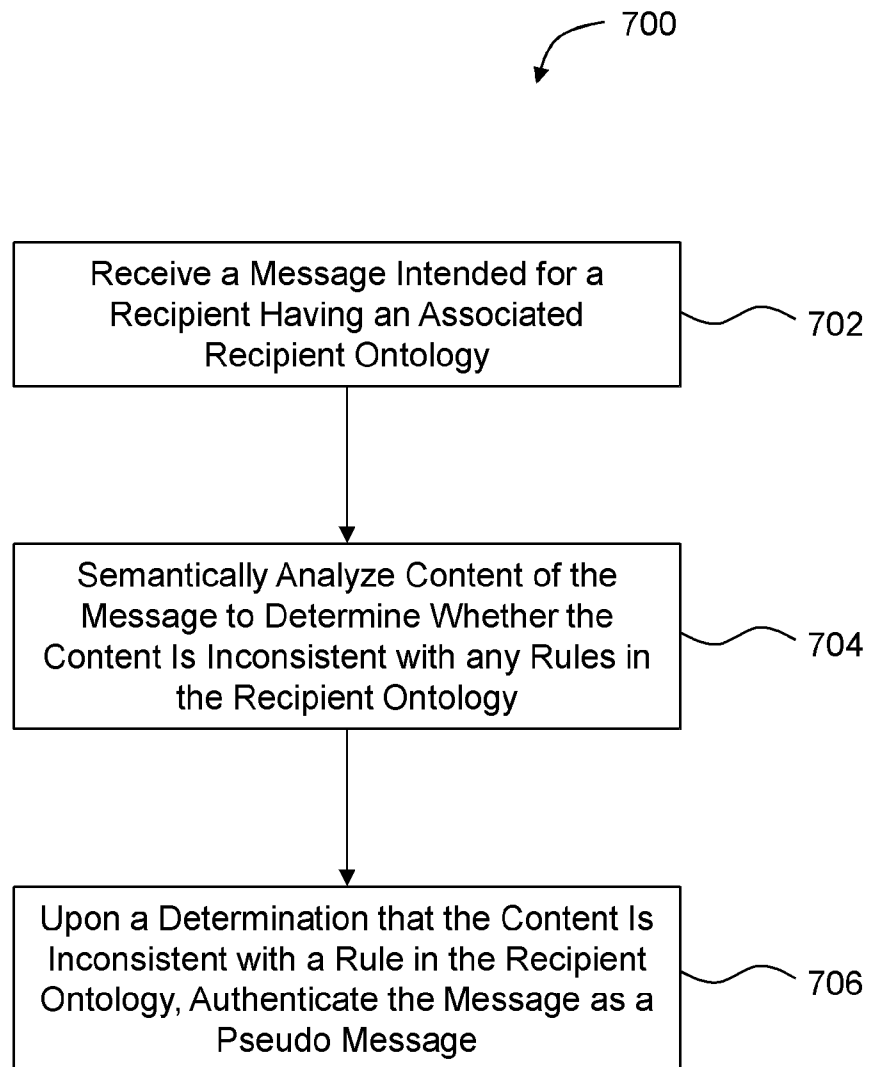 700
Receive a Message Intended for a
Recipient Having an Associated
Recipient Ontology
702
Semantically Analyze Content of the
Message to Determine Whether the
Content Is Inconsistent with any Rules in
the Recipient Ontology
704
Upon a Determination that the Content Is
Inconsistent with a Rule in the Recipient
Ontology, Authenticate the Message as a
Pseudo Message
706